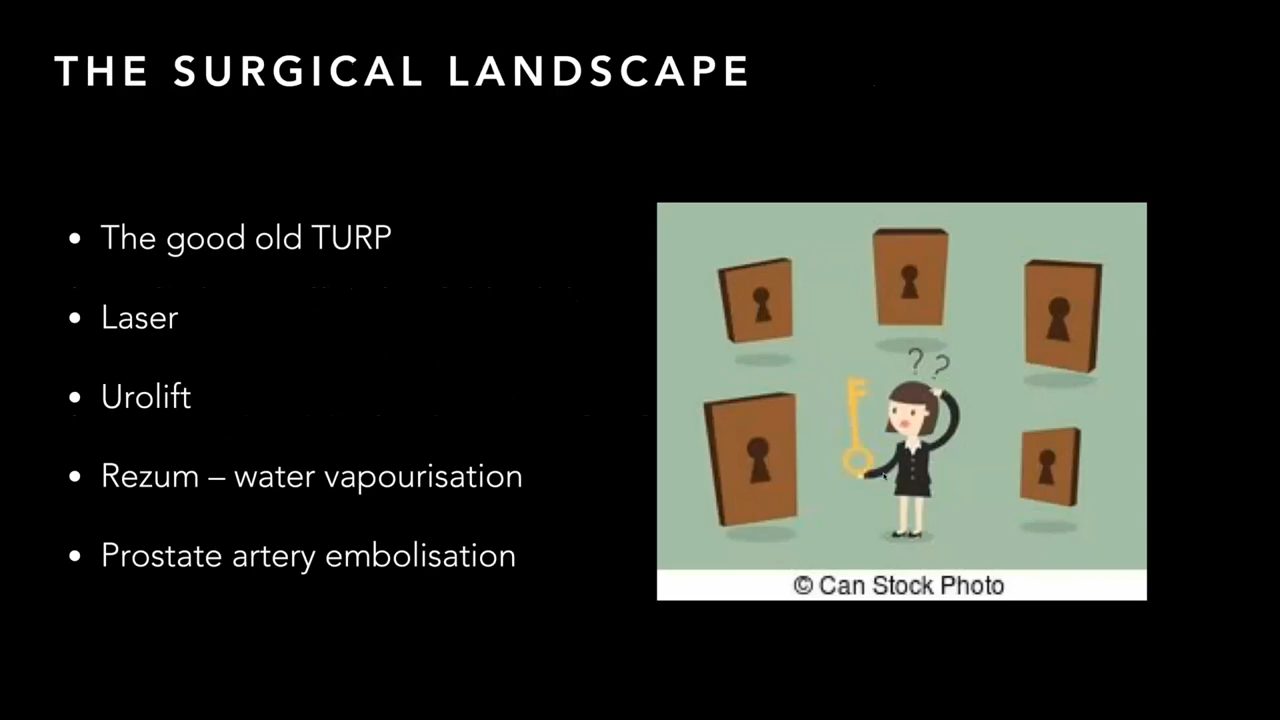 THE SURGICAL LANDSCAPE
• The good old TURP
• Laser
• Urolift
• Rezum – water vapourisation
• Prostate artery embolisation
? ?
© Can Stock Photo